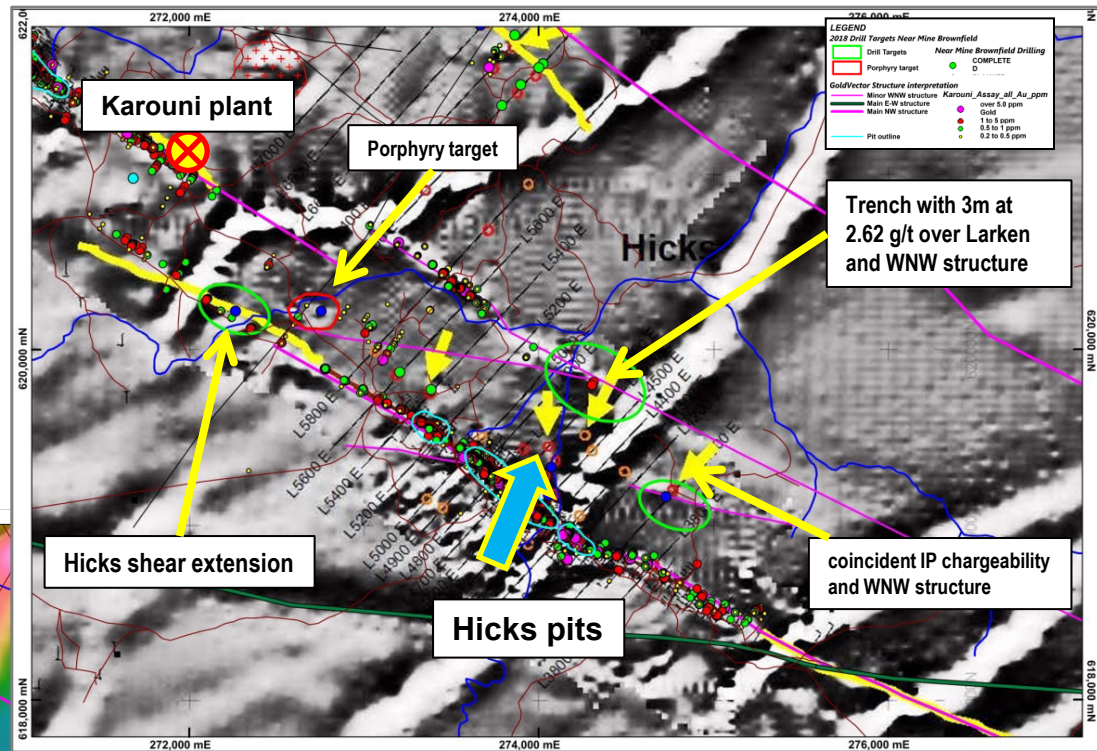 272,000 mE
274,000 mE
276,000 mE
622,
mN
LEGEND
2018 Drill Targets Near Mine Brownfield
Drill Targets
Porphyry target
Near Mine Brownfield Drilling
COMPLETE
D
GoldVector Structure interpretation
Minor WNW structure
Main E-W structure
Main NW structure
Pit outline
Karouni_Assay_all_Au_ppm
over 5.0 ppm
Gold
1 to 5 ppm
0.5 to 1 ppm
0.2 to 0.5 ppm
Karouni plant
Porphyry target
Trench with 3m at
2.62 g/t over Larken
and WNW structure
Hicks
L5800 E
L5400 E
L5200 E
L4500 E
L4400 E
620,000 mN
620,000 mN
L5800 E
L5600 E
L5400 E
L5200 E
L5000 E
L4900 E
Hicks shear extension
Hicks pits
coincident IP chargeability
and WNW structure
618,000 mN
618,000 mN
272,000 mE
274,000 mE
276,000 mE